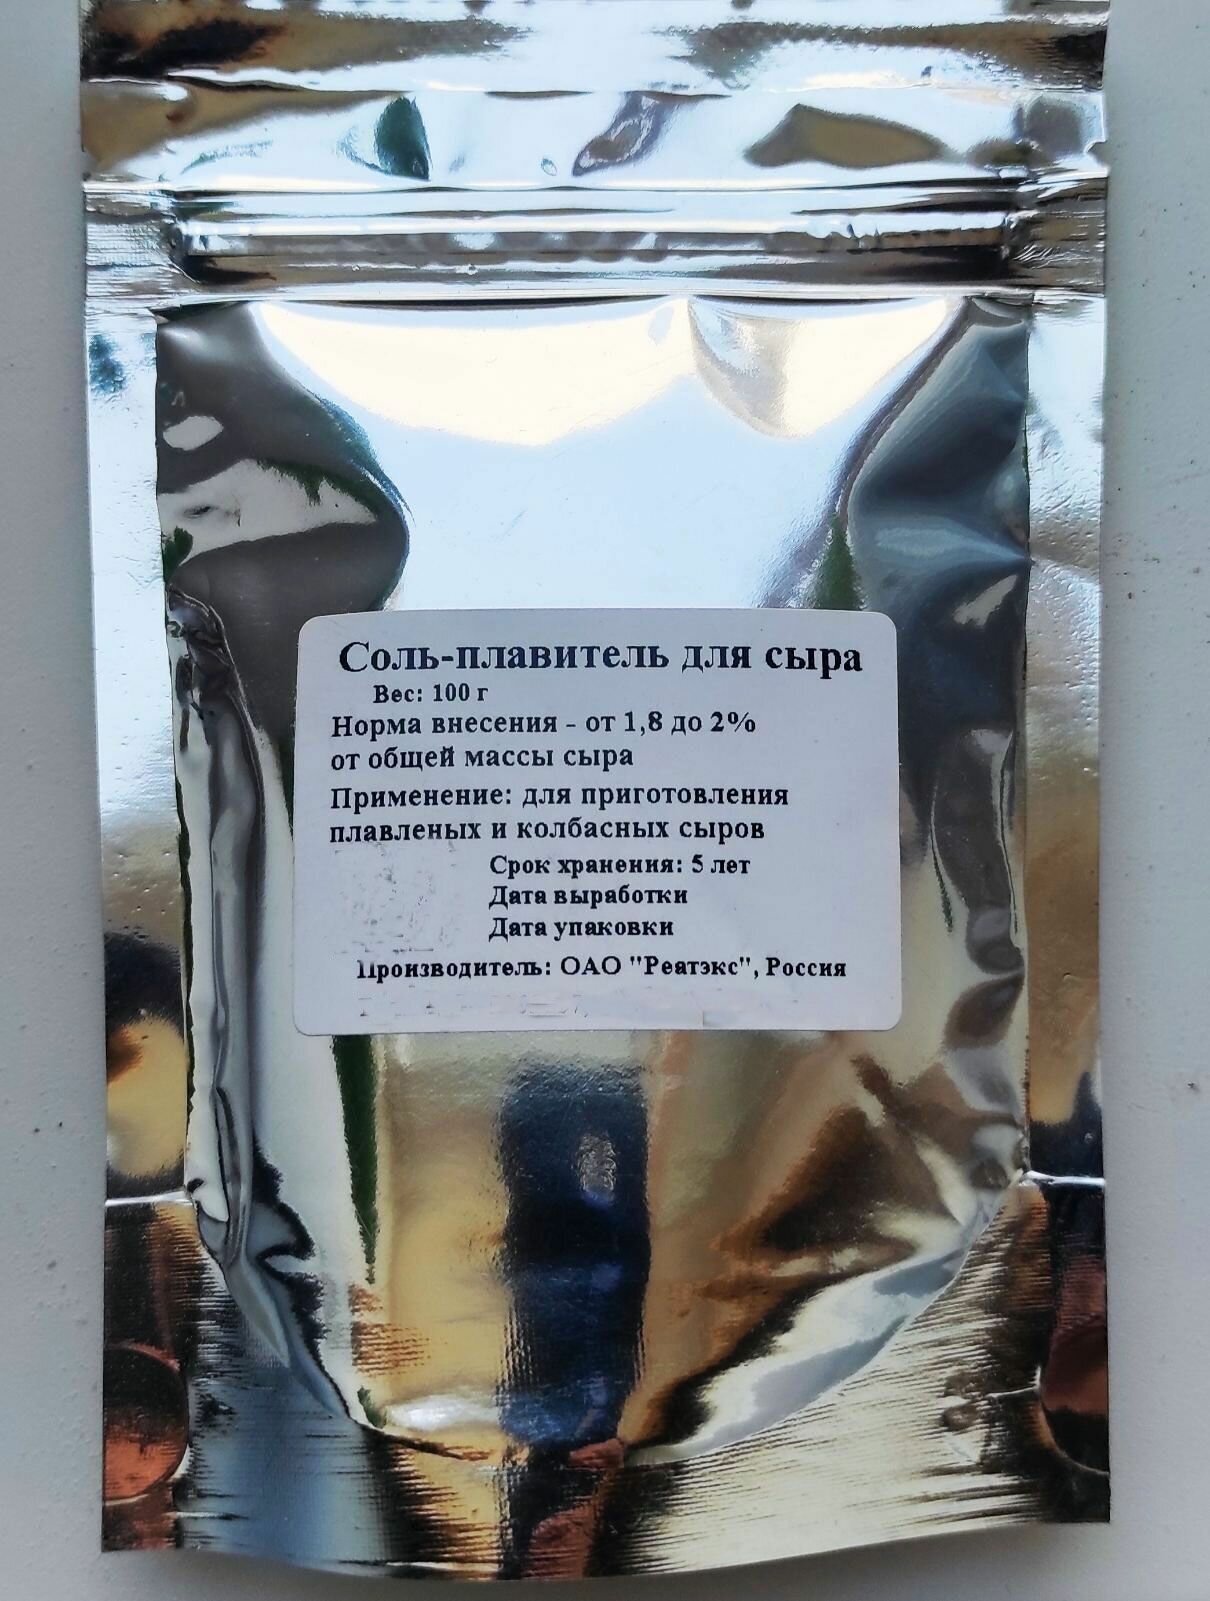 Соль-плавитель для сыра
Вес: 100 г
Норма внесения - от 1,8 до 2%
от общей массы сыра
Применение: для приготовления
плавленых и колбасных сыров
Срок хранения: 5 лет
Дата выработки
Дата упаковки
Производитель: ОАО "Реатэкс", Россия